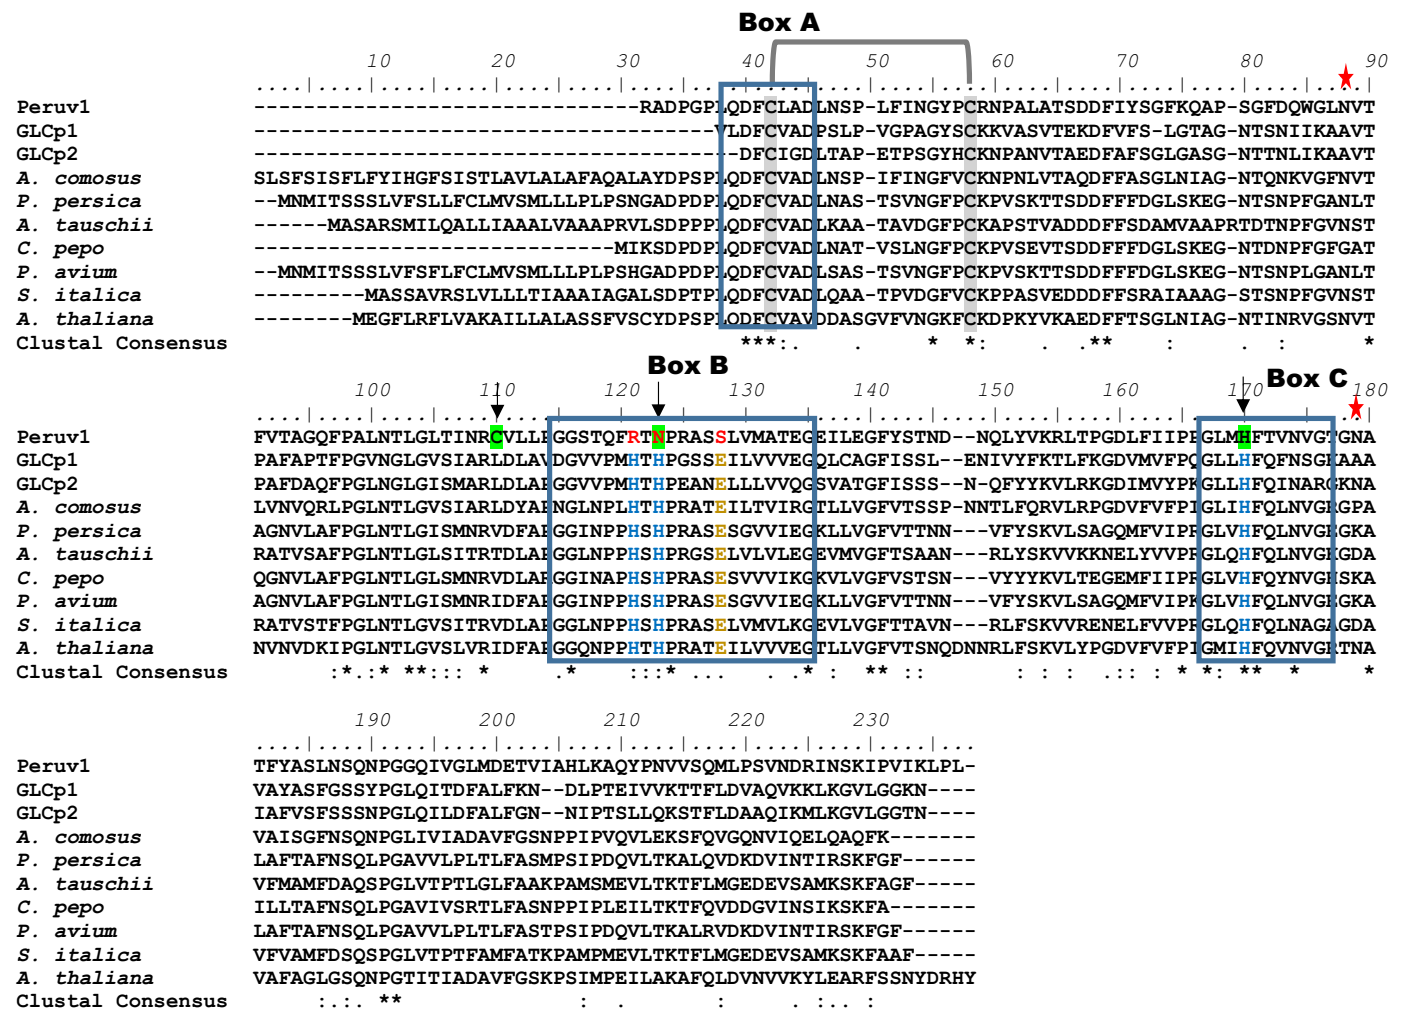 Box A
10 20 30 40 50 60 70 80 90
....|....|....|....|....|....|....|....|....|....|....|....|....|....|....|....|....|....|
Peruv1 -------------------------------RADPGPLQDFCLADLNSP-LFINGYPCRNPALATSDDFIYSGFKQAP-SGFDQWGLNVT
GLCp1 -------------------------------------VLDFCVADPSLP-VGPAGYSCKKVASVTEKDFVFS-LGTAG-NTSNIIKAAVT
GLCp2 ---------------------------------------DFCIGDLTAP-ETPSGYHCKNPANVTAEDFAFSGLGASG-NTTNLIKAAVT
A. comosus SLSFSISFLFYIHGFSISTLAVLALAFAQALAYDPSPLQDFCVADLNSP-IFINGFVCKNPNLVTAQDFFASGLNIAG-NTQNKVGFNVT
P. persica --MNMITSSSLVFSLLFCLMVSMLLLPLPSNGADPDPLQDFCVADLNAS-TSVNGFPCKPVSKTTSDDFFFDGLSKEG-NTSNPFGANLT
A. tauschii ------MASARSMILQALLIAAALVAAAPRVLSDPPPLQDFCVADLKAA-TAVDGFPCKAPSTVADDDFFSDAMVAAPRTDTNPFGVNST
C. pepo -----------------------------MIKSDPDPLQDFCVADLNAT-VSLNGFPCKPVSEVTSDDFFFDGLSKEG-NTDNPFGFGAT
P. avium --MNMITSSSLVFSFLFCLMVSMLLLPLPSHGADPDPLQDFCVADLSAS-TSVNGFPCKPVSKTTSDDFFFDGLSKEG-NTSNPLGANLT
S. italica ---------MASSAVRSLVLLLTIAAAIAGALSDPTPLQDFCVADLQAA-TPVDGFVCKPPASVEDDDFFSRAIAAAG-STSNPFGVNST
A. thaliana --------MEGFLRFLVAKAILLALASSFVSCYDPSPLQDFCVAVDDASGVFVNGKFCKDPKYVKAEDFFTSGLNIAG-NTINRVGSNVT
Clustal Consensus ***:. . * *: . :** : . : *
Box B Box C
100 110 120 130 140 150 160 170 180
....|....|....|....|....|....|....|....|....|....|....|....|....|....|....|....|....|....|
Peruv1 FVTAGQFPALNTLGLTINRCVLLPGGSTQFRTNPRASSLVMATEGEILEGFYSTND--NQLYVKRLTPGDLFIIPPGLMHFTVNVGTGNA
GLCp1 PAFAPTFPGVNGLGVSIARLDLAVDGVVPMHTHPGSSEILVVVEGQLCAGFISSL--ENIVYFKTLFKGDVMVFPQGLLHFQFNSGKAAA
GLCp2 PAFDAQFPGLNGLGISMARLDLAPGGVVPMHTHPEANELLLVVQGSVATGFISSS--N-QFYYKVLRKGDIMVYPKGLLHFQINARGKNA
A. comosus LVNVQRLPGLNTLGVSIARLDYAPNGLNPLHTHPRATEILTVIRGTLLVGFVTSSP-NNTLFQRVLRPGDVFVFPIGLIHFQLNVGRGPA
P. persica AGNVLAFPGLNTLGISMNRVDFAPGGINPPHSHPRASESGVVIEGKLLVGFVTTNN---VFYSKVLSAGQMFVIPRGLVHFQLNVGEGKA
A. tauschii RATVSAFPGLNTLGLSITRTDLAPGGLNPPHSHPRGSELVLVLEGEVMVGFTSAAN---RLYSKVVKKNELYVVPRGLQHFQLNVGKGDA
C. pepo QGNVLAFPGLNTLGLSMNRVDLAPGGINAPHSHPRASESVVVIKGKVLVGFVSTSN---VYYYKVLTEGEMFIIPRGLVHFQYNVGHSKA
P. avium AGNVLAFPGLNTLGISMNRIDFAPGGINPPHSHPRASESGVVIEGKLLVGFVTTNN---VFYSKVLSAGQMFVIPKGLVHFQLNVGEGKA
S. italica RATVSTFPGLNTLGVSITRVDLAPGGLNPPHSHPRASELVMVLKGEVLVGFTTAVN---RLFSKVVRENELFVVPRGLQHFQLNAGAGDA
A. thaliana NVNVDKIPGLNTLGVSLVRIDFAPGGQNPPHTHPRATEILVVVEGTLLVGFVTSNQDNNRLFSKVLYPGDVFVFPIGMIHFQVNVGRTNA
Clustal Consensus :*.:* **:: : * . * :::* . .. . *: ** :: : : . .: : : *:*: ** * *
190 200 210 220 230
....|....|....|....|....|....|....|....|....|....|....|...
Peruv1 TFYASLNSQNPGGQIVGLMDETVIAHLKAQYPNVVSQMLPSVNDRINSKIPVIKLPL-
GLCp1 VAYASFGSSYPGLQITDFALFKN--DLPTEIVVKTTFLDVAQVKKLKGVLGGKN----
GLCp2 IAFVSFSSSNPGLQILDFALFGN--NIPTSLLQKSTFLDAAQIKMLKGVLGGTN----
A. comosus VAISGFNSQNPGLIVIADAVFGSNPPIPVQVLEKSFQVGQNVIQELQAQFK-------
P. persica LAFTAFNSQLPGAVVLPLTLFASMPSIPDQVLTKALQVDKDVINTIRSKFGF------
A. tauschii VFMAMFDAQSPGLVTPTLGLFAAKPAMSMEVLTKTFLMGEDEVSAMKSKFAGF-----
C. pepo ILLTAFNSQLPGAVIVSRTLFASNPPIPLEILTKTFQVDDGVINSIKSKFA-------
P. avium LAFTAFNSQLPGAVVLPLTLFASTPSIPDQVLTKALRVDKDVINTIRSKFGF------
S. italica VFVAMFDSQSPGLVTPTFAMFATKPAMPMEVLTKTFLMGEDEVSAMKSKFAAF-----
A. thaliana VAFAGLGSQNPGTITIADAVFGSKPSIMPEILAKAFQLDVNVVKYLEARFSSNYDRHY
Clustal Consensus :.:. ** : . : . :.. :